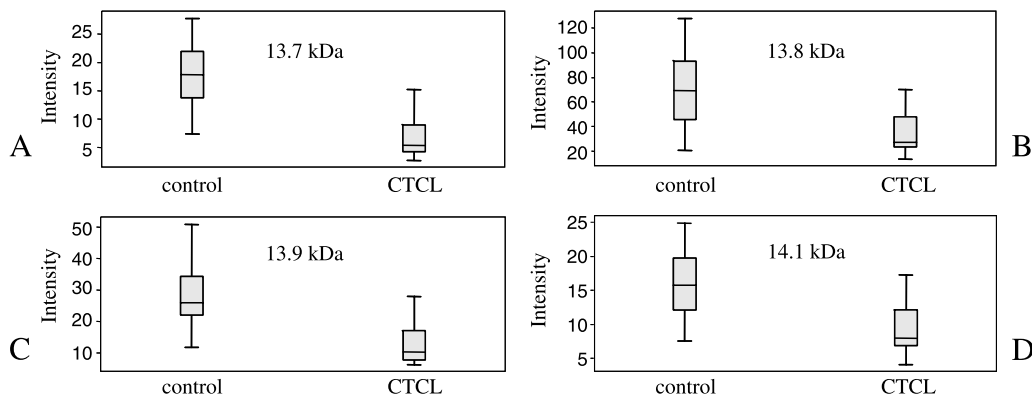 A
Intensity
25
20
15
10
5
13.7 kDa
control CTCL
B
Intensity
120
100
80
60
40
20
13.8 kDa
control CTCL
C
Intensity
50
40
30
20
10
13.9 kDa
control CTCL
D
Intensity
25
20
15
10
5
14.1 kDa
control CTCL